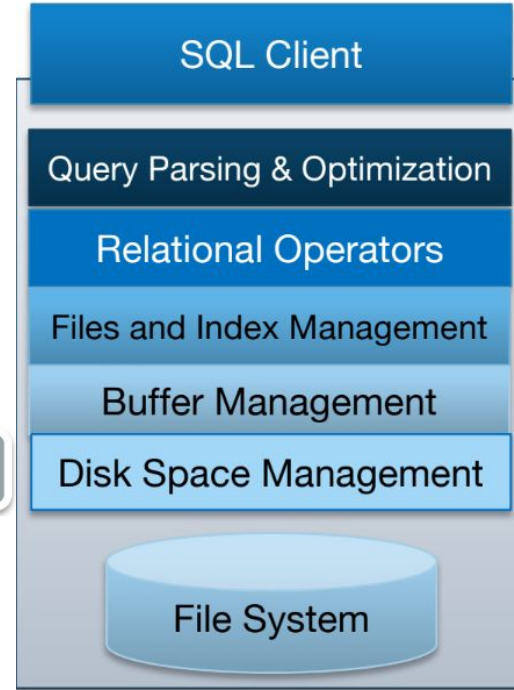 SQL Client
Query Parsing & Optimization
Relational Operators
Files and Index Management
Buffer Management
Disk Space Management
File System